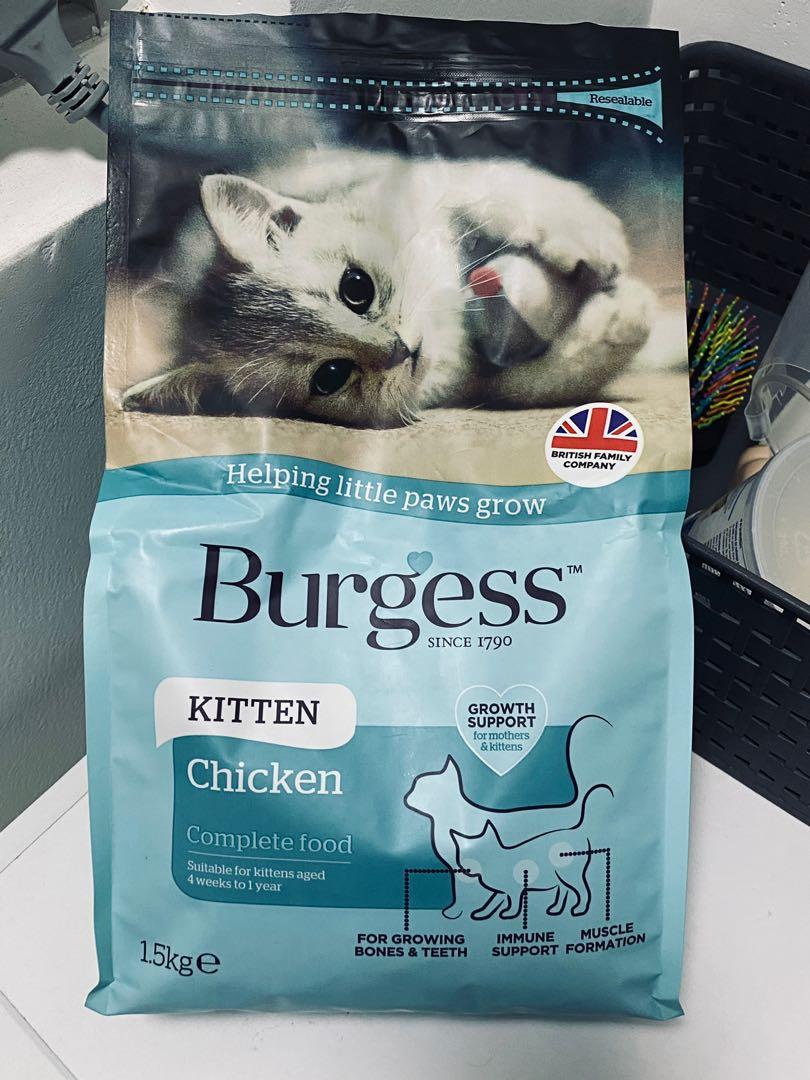 Resealable
BRITISH FAMILY
COMPANY
Helping little paws grow
Burgess™
SINCE 1790
KITTEN
Chicken
Complete food
Suitable for kittens aged
4 weeks to 1 year
GROWTH
SUPPORT
for mothers
& kittens
FOR GROWING
BONES & TEETH
IMMUNE
SUPPORT
MUSCLE
FORMATION
1.5kg℮